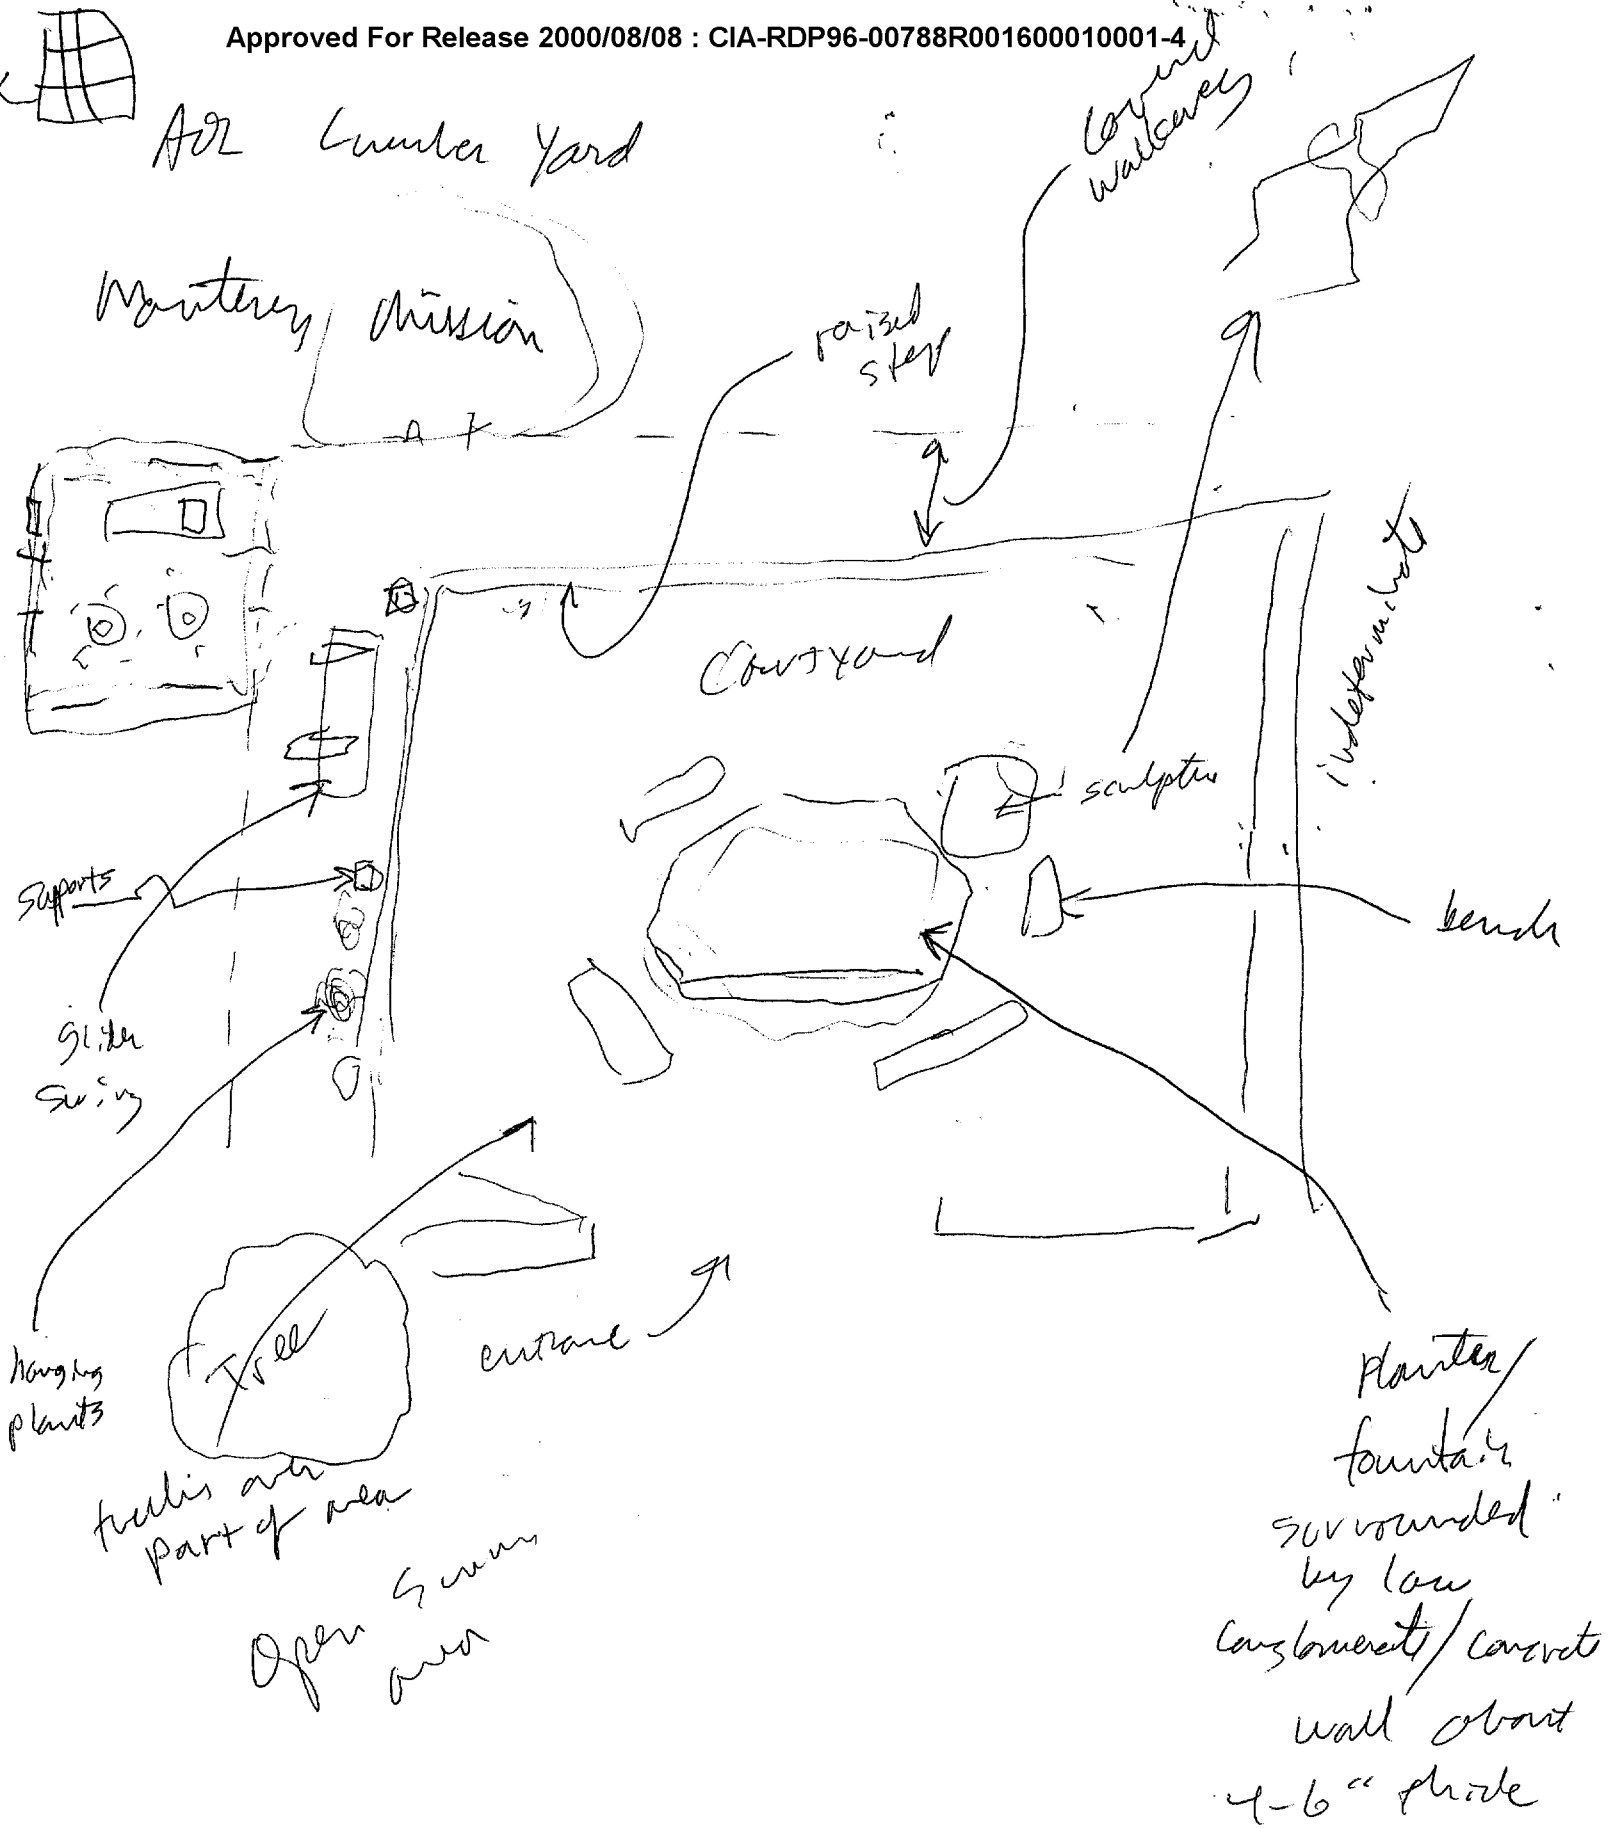 Approved For Release 2000/08/08 : CIA-RDP96-00788R001600010001-4
AOL Lumber Yard
covered
walkways
Monterey Mission
raised
step
Courtyard
indeterminate
sculpture
supports
bench
glider
swing
Tree
entrance
hanging
plants
trellis over
part of area
Open
area
Planter/
fountain
surrounded
by low
conglomerate/concrete
wall about
4-6" thick